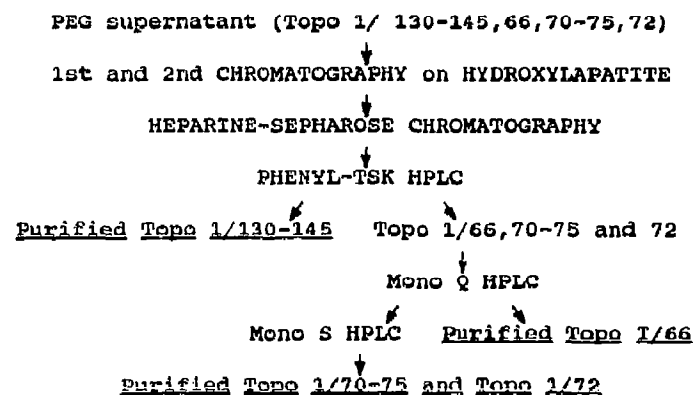 PEG supernatant (Topo 1/ 130-145,66,70-75,72)
1st and 2nd CHROMATOGRAPHY on HYDROXYLAPATITE
HEPARINE-SEPHAROSE CHROMATOGRAPHY
PHENYL-TSK HPLC
Purified Topo 1/130-145 Topo 1/66,70-75 and 72
Mono Q HPLC
Mono S HPLC Purified Topo I/66
Purified Topo 1/70-75 and Topo 1/72